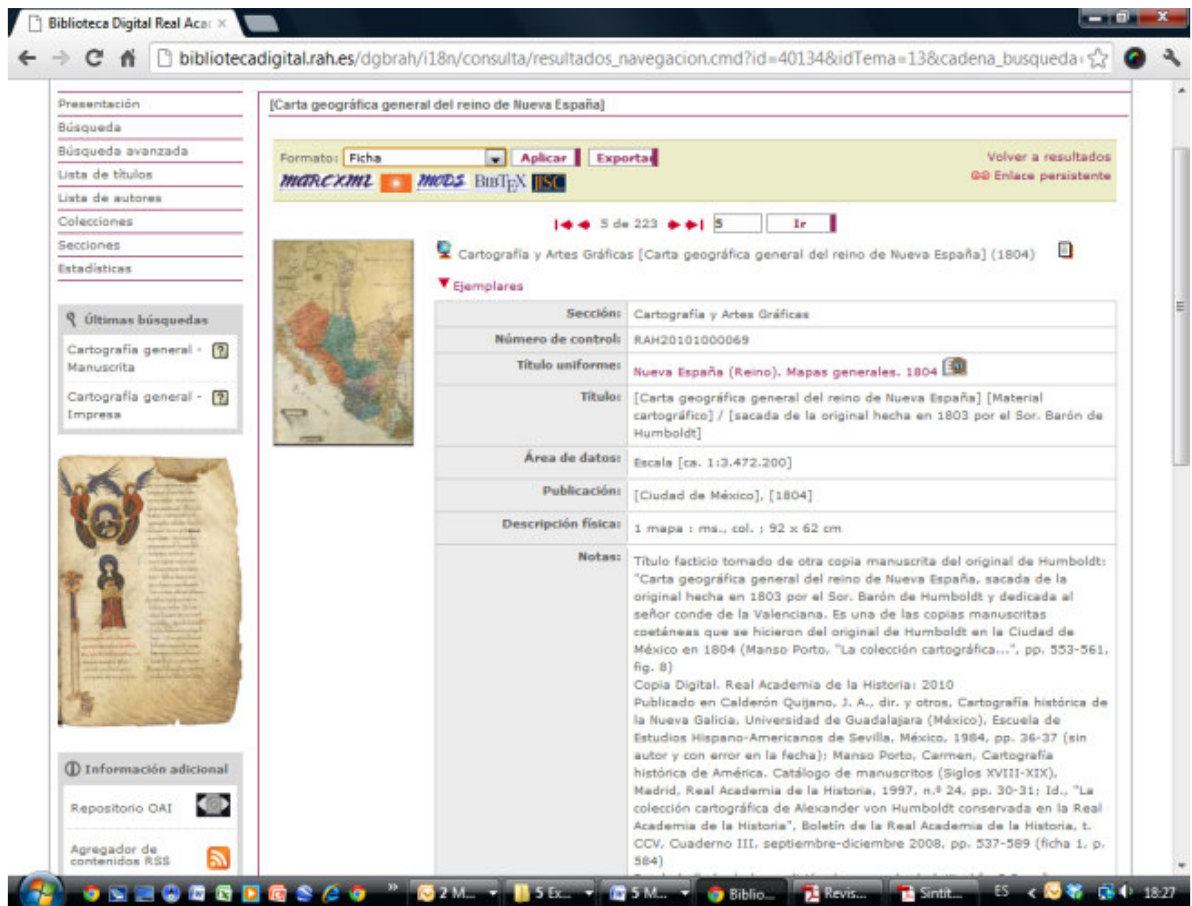 Biblioteca Digital Real Aca
bibliotecadigital.rah.es/dgbrah/i18n/consulta/resultados_navegacion.cmd?id=40134&idTema=13&cadena_busqueda
Presentación
Búsqueda
Búsqueda avanzada
Lista de títulos
Lista de autores
Colecciones
Secciones
Estadísticas
Últimas búsquedas
Cartografía general -
Manuscrita
Cartografía general -
Impresa
Información adicional
Repositorio OAI
Agregador de
contenidos RSS
[Carta geográfica general del reino de Nueva España]
Formato: Ficha Aplicar Exportar
Volver a resultados
MARCXML MODS BIBTEX JISC
Enlace persistente
5 de 223 5 Ir
Cartografía y Artes Gráficas [Carta geográfica general del reino de Nueva España] (1804)
Ejemplares
Sección: Cartografía y Artes Gráficas
Número de control: RAH20101000069
Título uniforme: Nueva España (Reino). Mapas generales. 1804
Título: [Carta geográfica general del reino de Nueva España] [Material
cartográfico] / [sacada de la original hecha en 1803 por el Sor. Barón de
Humboldt]
Área de datos: Escala [ca. 1:3.472.200]
Publicación: [Ciudad de México], [1804]
Descripción física: 1 mapa : ms., col. ; 92 x 62 cm
Notas: Título facticio tomado de otra copia manuscrita del original de Humboldt:
"Carta geográfica general del reino de Nueva España, sacada de la
original hecha en 1803 por el Sor. Barón de Humboldt y dedicada al
señor conde de la Valenciana. Es una de las copias manuscritas
coetáneas que se hicieron del original de Humboldt en la Ciudad de
México en 1804 (Manso Porto, "La colección cartográfica...", pp. 553-561,
fig. 8)
Copia Digital. Real Academia de la Historia: 2010
Publicado en Calderón Quijano, J. A., dir. y otros, Cartografía histórica de
la Nueva Galicia, Universidad de Guadalajara (México), Escuela de
Estudios Hispano-Americanos de Sevilla, México, 1984, pp. 36-37 (sin
autor y con error en la fecha); Manso Porto, Carmen, Cartografía
histórica de América. Catálogo de manuscritos (Siglos XVIII-XIX),
Madrid, Real Academia de la Historia, 1997, n.º 24, pp. 30-31; Id., "La
colección cartográfica de Alexander von Humboldt conservada en la Real
Academia de la Historia", Boletín de la Real Academia de la Historia, t.
CCV, Cuaderno III, septiembre-diciembre 2008, pp. 537-589 (ficha 1, p.
584)
2 M... 5 Ex... 5 M... Biblio... Revis... Sintit... ES 18:27